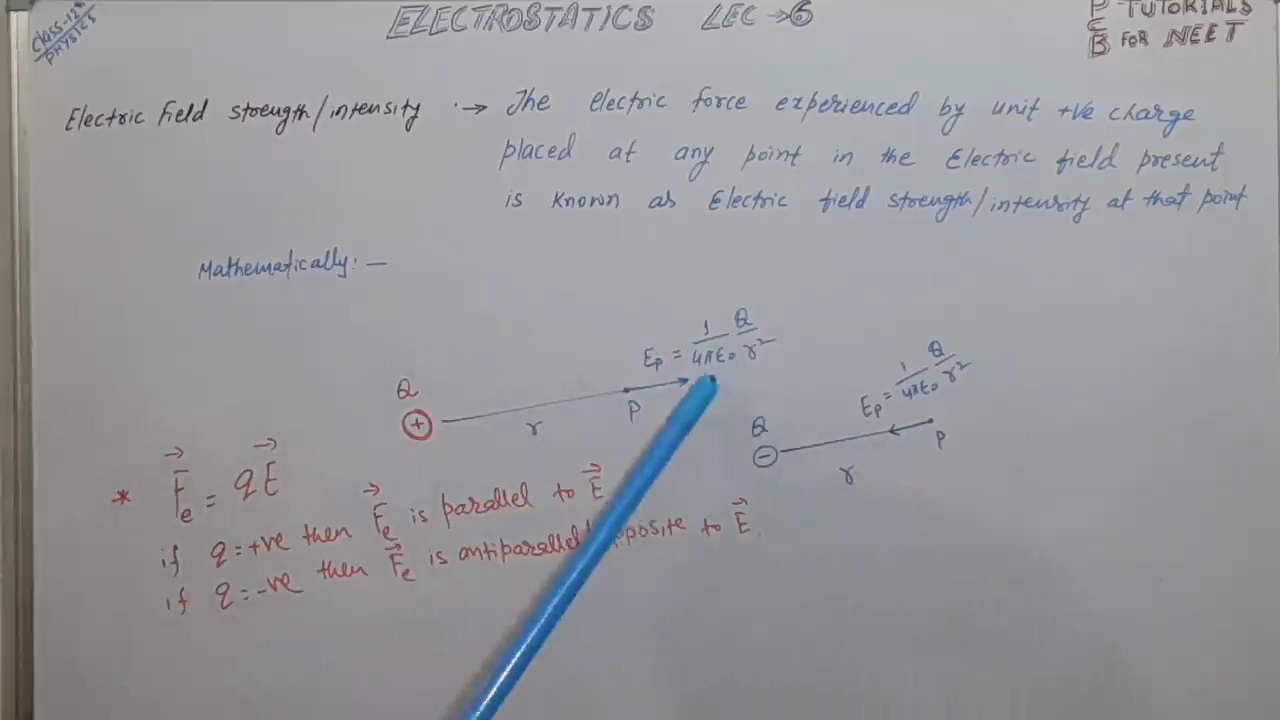 CLASS-12th
PHYSICS
ELECTROSTATICS LEC → 6
P TUTORIALS
C
B FOR NEET
Electric field strength/intensity → The electric force experienced by unit +ve charge
placed at any point in the Electric field present
is known as Electric field strength/intensity at that point
Mathematically:—
Ep = 1/4πε₀ Q/r²
Q
+
r
P
Ep = 1/4πε₀ Q/r²
Q
−
r
P
* F⃗e = qE⃗
if q=+ve then F⃗e is parallel to E⃗
if q=-ve then F⃗e is antiparallel to E⃗.